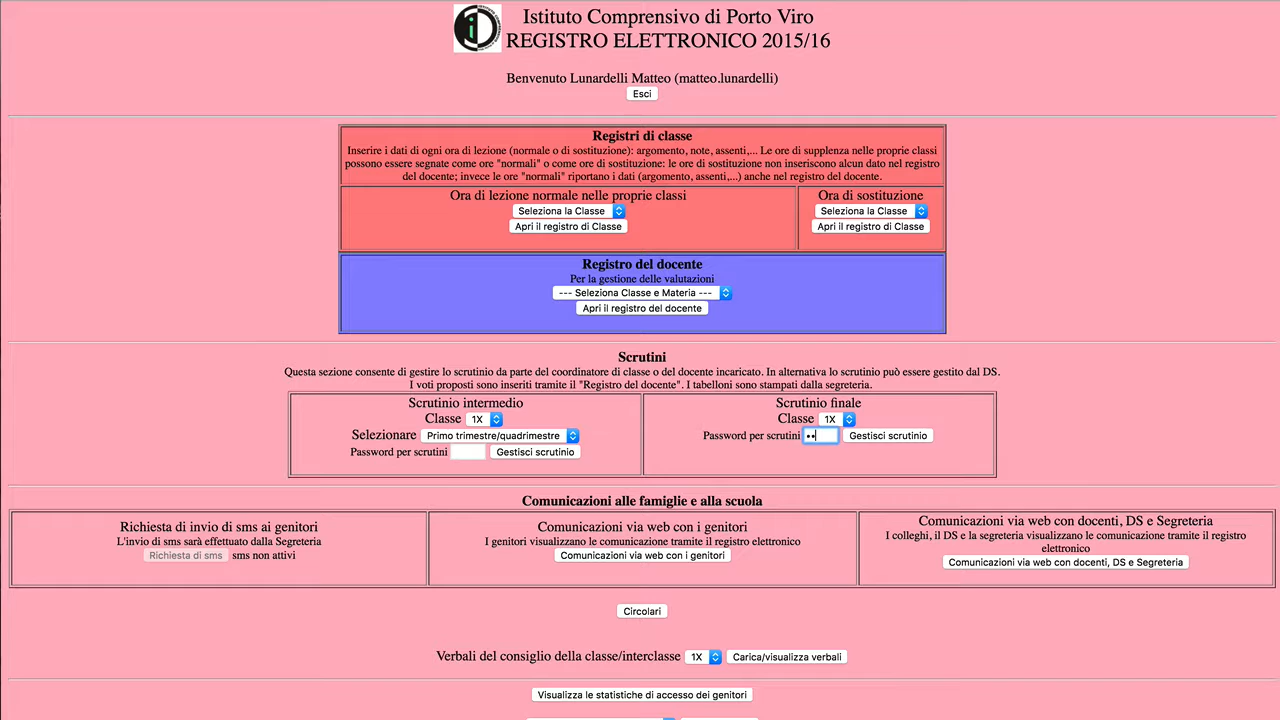 Istituto Comprensivo di Porto Viro
REGISTRO ELETTRONICO 2015/16
Benvenuto Lunardelli Matteo (matteo.lunardelli)
Esci
Registri di classe
Inserire i dati di ogni ora di lezione (normale o di sostituzione): argomento, note, assenti,... Le ore di supplenza nelle proprie classi
possono essere segnate come ore "normali" o come ore di sostituzione: le ore di sostituzione non inseriscono alcun dato nel registro
del docente; invece le ore "normali" riportano i dati (argomento, assenti,...) anche nel registro del docente.
Ora di lezione normale nelle proprie classi
Seleziona la Classe
Apri il registro di Classe
Ora di sostituzione
Seleziona la Classe
Apri il registro di Classe
Registro del docente
Per la gestione delle valutazioni
--- Seleziona Classe e Materia ---
Apri il registro del docente
Scrutini
Questa sezione consente di gestire lo scrutinio da parte del coordinatore di classe o del docente incaricato. In alternativa lo scrutinio può essere gestito dal DS.
I voti proposti sono inseriti tramite il "Registro del docente". I tabelloni sono stampati dalla segreteria.
Scrutinio intermedio
Classe 1X
Selezionare Primo trimestre/quadrimestre
Password per scrutini Gestisci scrutinio
Scrutinio finale
Classe 1X
Password per scrutini •• Gestisci scrutinio
Comunicazioni alle famiglie e alla scuola
Richiesta di invio di sms ai genitori
L'invio di sms sarà effettuato dalla Segreteria
Richiesta di sms sms non attivi
Comunicazioni via web con i genitori
I genitori visualizzano le comunicazione tramite il registro elettronico
Comunicazioni via web con i genitori
Comunicazioni via web con docenti, DS e Segreteria
I colleghi, il DS e la segreteria visualizzano le comunicazione tramite il registro
elettronico
Comunicazioni via web con docenti, DS e Segreteria
Circolari
Verbali del consiglio della classe/interclasse 1X Carica/visualizza verbali
Visualizza le statistiche di accesso dei genitori